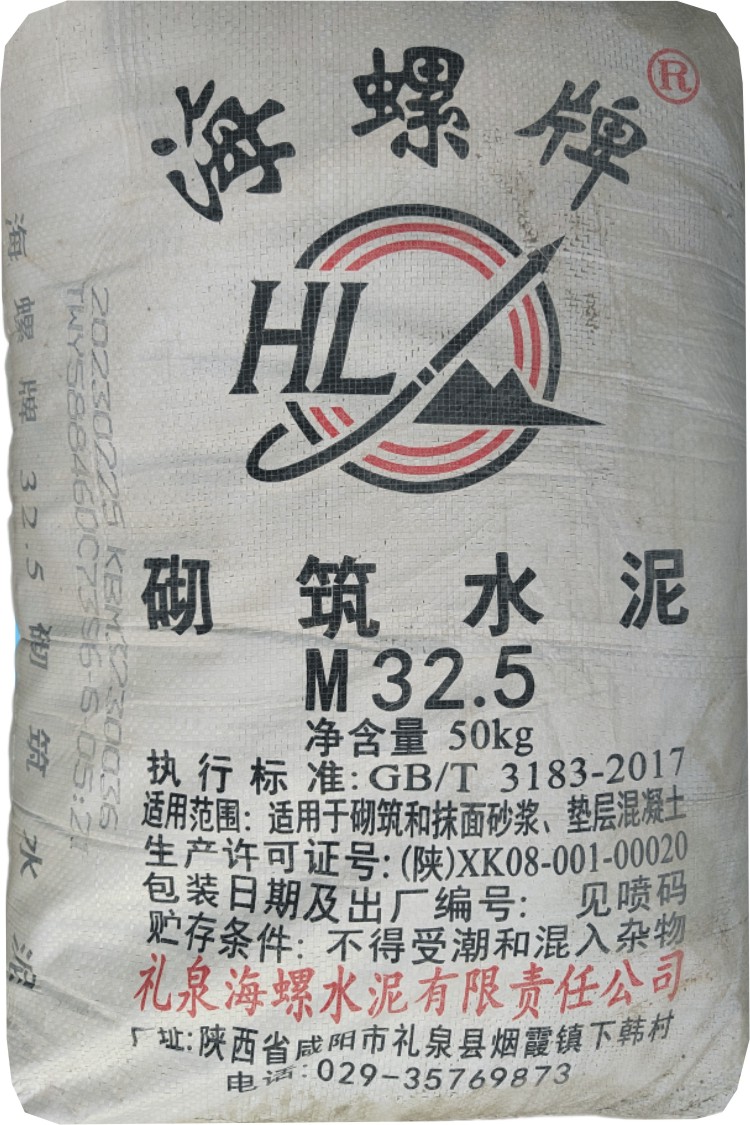 海螺牌 ®
HL
砌筑水泥
M32.5
净含量 50kg
执行标准:GB/T 3183-2017
适用范围:适用于砌筑和抹面砂浆、垫层混凝土
生产许可证号:(陕)XK08-001-00020
包装日期及出厂编号: 见喷码
贮存条件: 不得受潮和混入杂物
礼泉海螺水泥有限责任公司
厂址:陕西省咸阳市礼泉县烟霞镇下韩村
电话:029-35769873
海螺牌 32.5 砌筑水泥
20230225